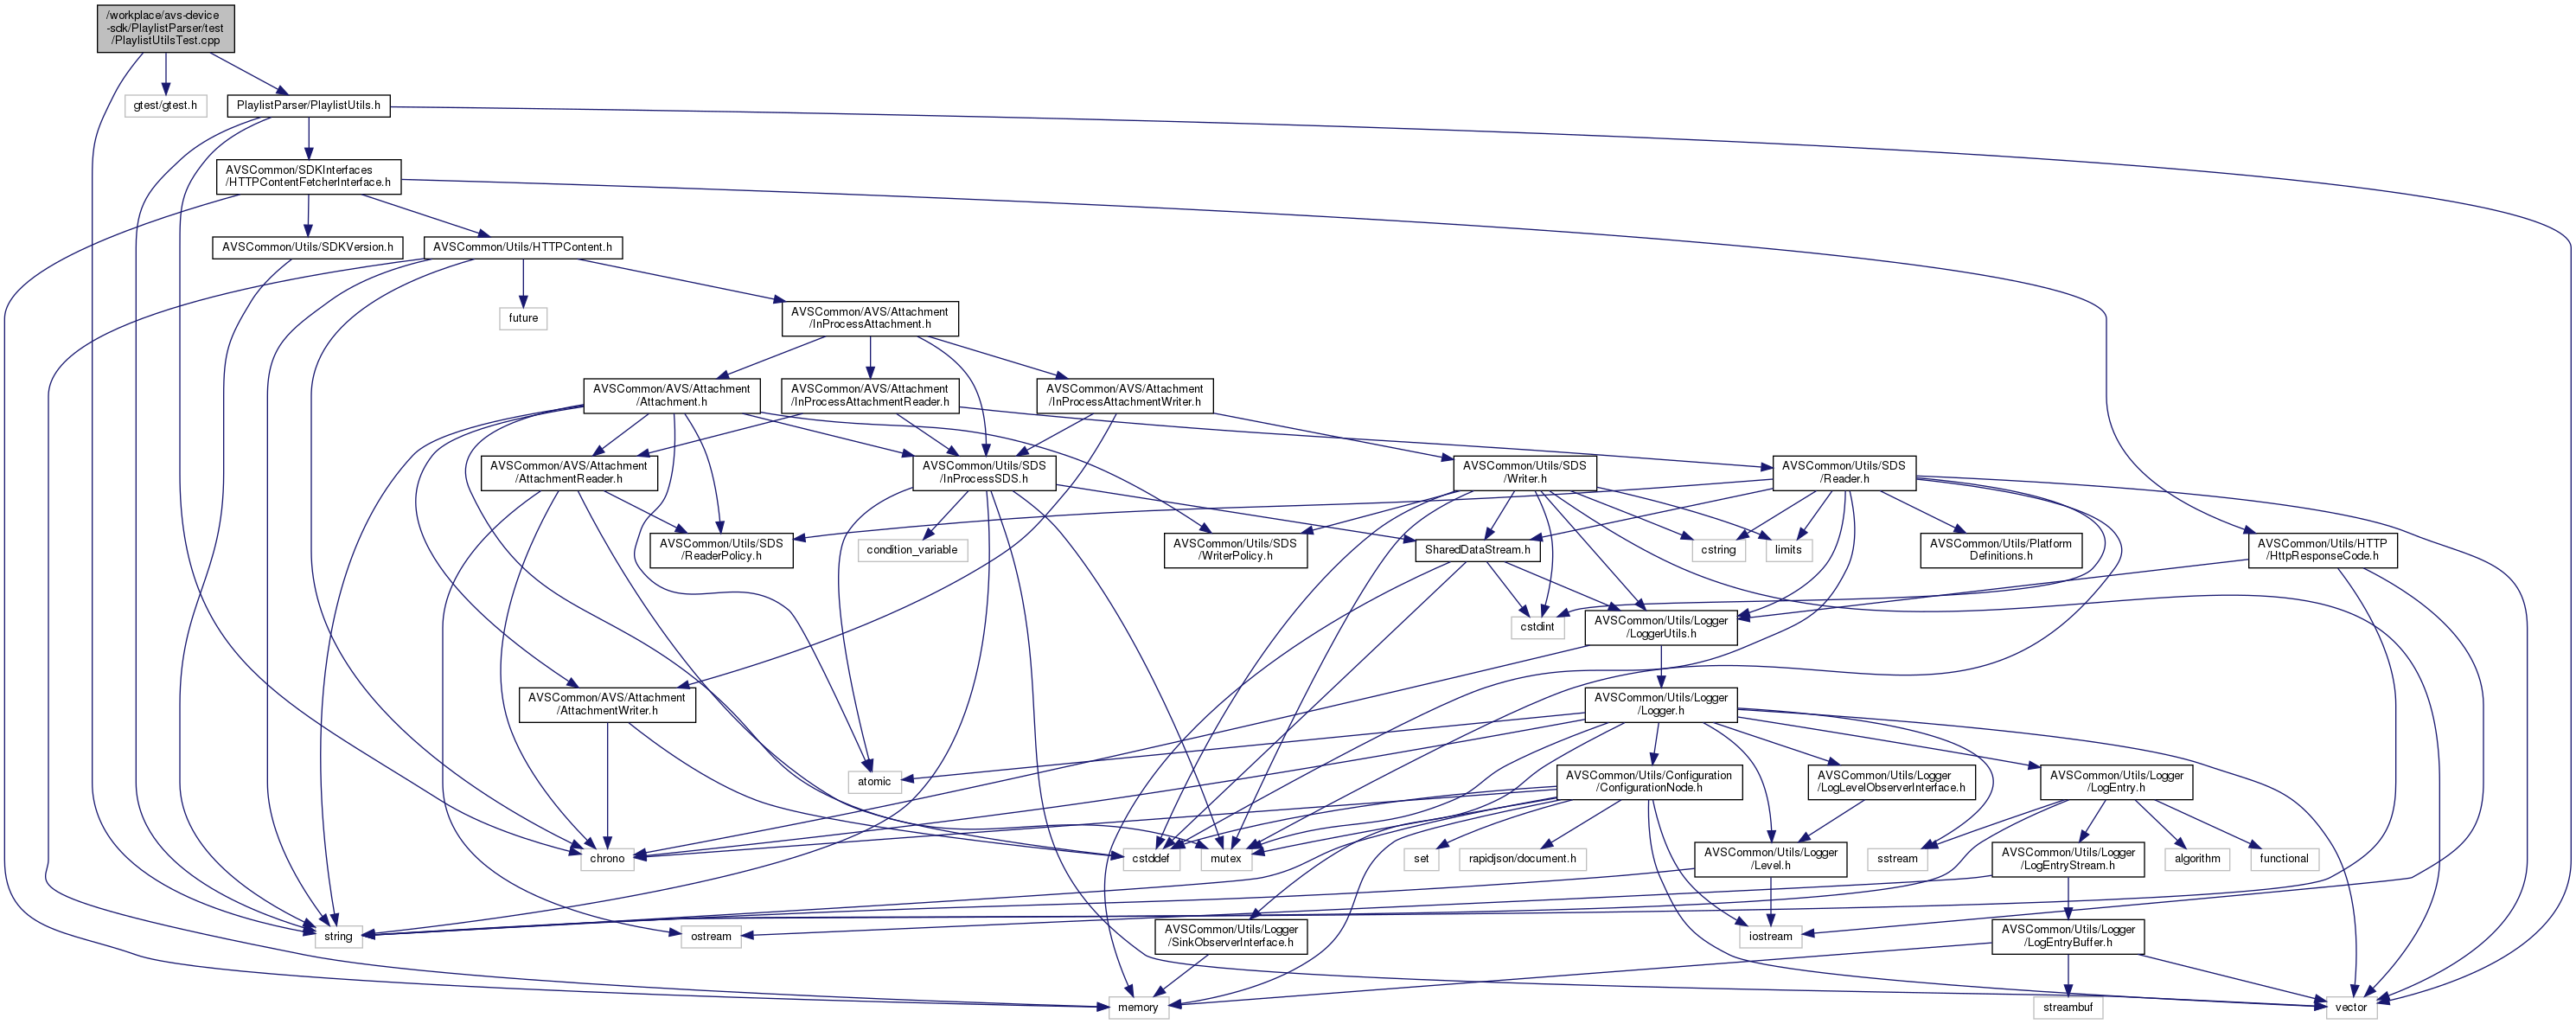 /workplace/avs-device
-sdk/PlaylistParser/test
/PlaylistUtilsTest.cpp
gtest/gtest.h
PlaylistParser/PlaylistUtils.h
AVSCommon/SDKInterfaces
/HTTPContentFetcherInterface.h
AVSCommon/Utils/SDKVersion.h
AVSCommon/Utils/HTTPContent.h
future
AVSCommon/AVS/Attachment
/InProcessAttachment.h
AVSCommon/AVS/Attachment
/Attachment.h
AVSCommon/AVS/Attachment
/InProcessAttachmentReader.h
AVSCommon/AVS/Attachment
/InProcessAttachmentWriter.h
AVSCommon/AVS/Attachment
/AttachmentReader.h
AVSCommon/Utils/SDS
/InProcessSDS.h
AVSCommon/Utils/SDS
/Writer.h
AVSCommon/Utils/SDS
/Reader.h
AVSCommon/Utils/SDS
/ReaderPolicy.h
condition_variable
AVSCommon/Utils/SDS
/WriterPolicy.h
SharedDataStream.h
cstring
limits
AVSCommon/Utils/Platform
Definitions.h
AVSCommon/Utils/HTTP
/HttpResponseCode.h
cstdint
AVSCommon/Utils/Logger
/LoggerUtils.h
AVSCommon/AVS/Attachment
/AttachmentWriter.h
AVSCommon/Utils/Logger
/Logger.h
atomic
AVSCommon/Utils/Configuration
/ConfigurationNode.h
AVSCommon/Utils/Logger
/LogLevelObserverInterface.h
AVSCommon/Utils/Logger
/LogEntry.h
chrono
cstddef
mutex
set
rapidjson/document.h
AVSCommon/Utils/Logger
/Level.h
sstream
AVSCommon/Utils/Logger
/LogEntryStream.h
algorithm
functional
string
ostream
AVSCommon/Utils/Logger
/SinkObserverInterface.h
iostream
AVSCommon/Utils/Logger
/LogEntryBuffer.h
memory
streambuf
vector